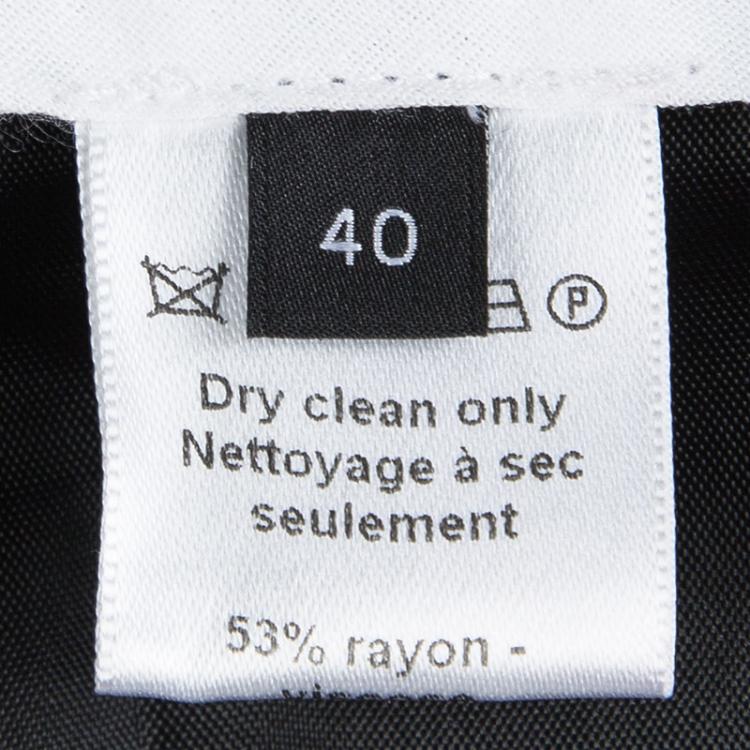 40
P
Dry clean only
Nettoyage à sec
seulement
53% rayon -